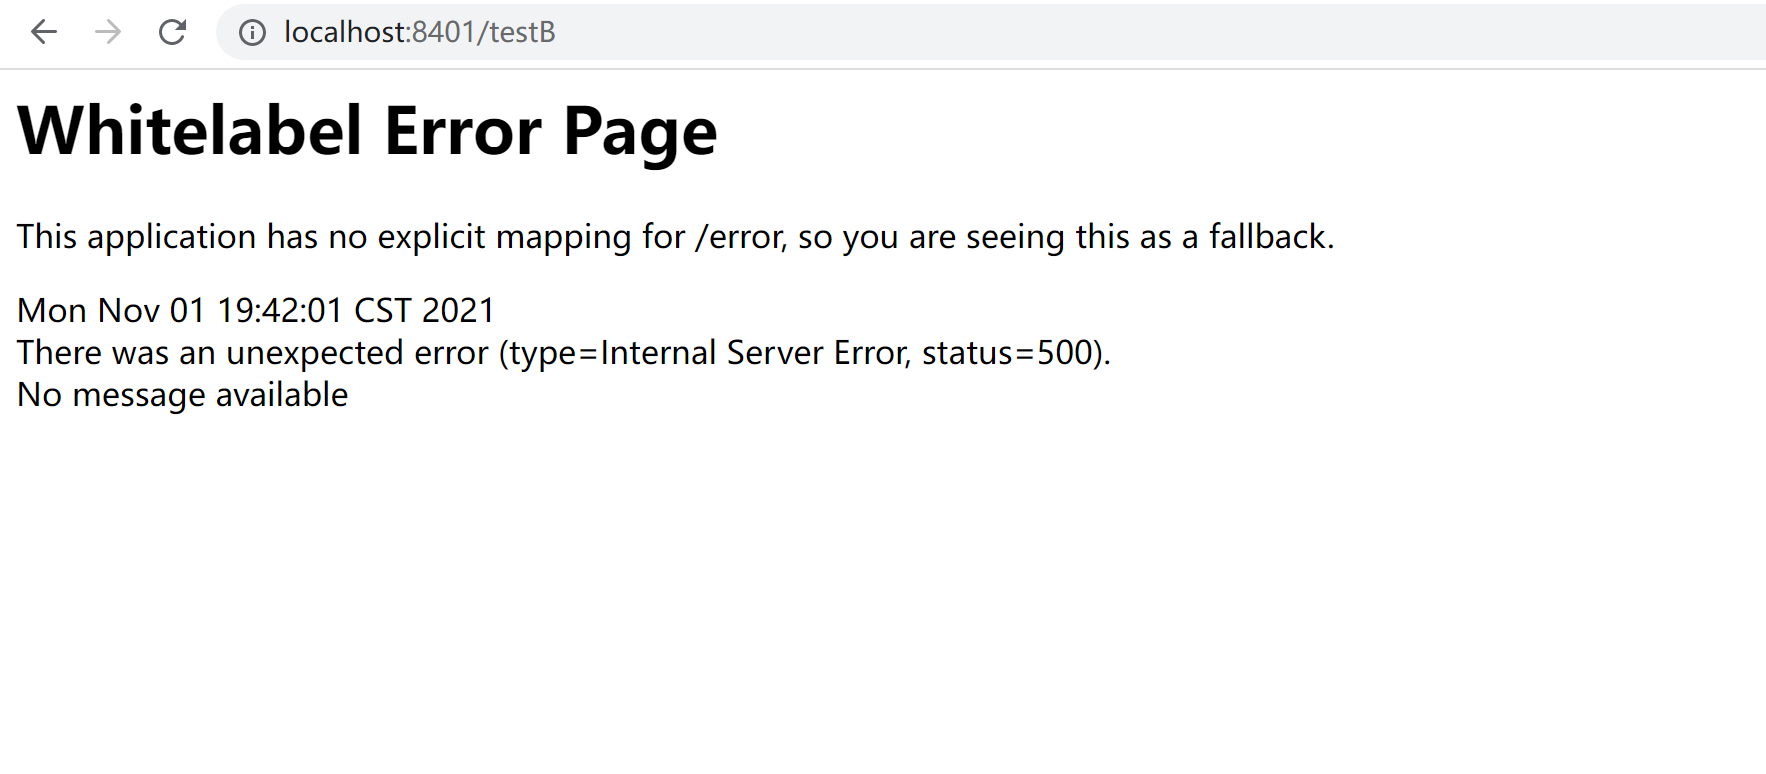 localhost:8401/testB
Whitelabel Error Page
This application has no explicit mapping for /error, so you are seeing this as a fallback.
Mon Nov 01 19:42:01 CST 2021
There was an unexpected error (type=Internal Server Error, status=500).
No message available